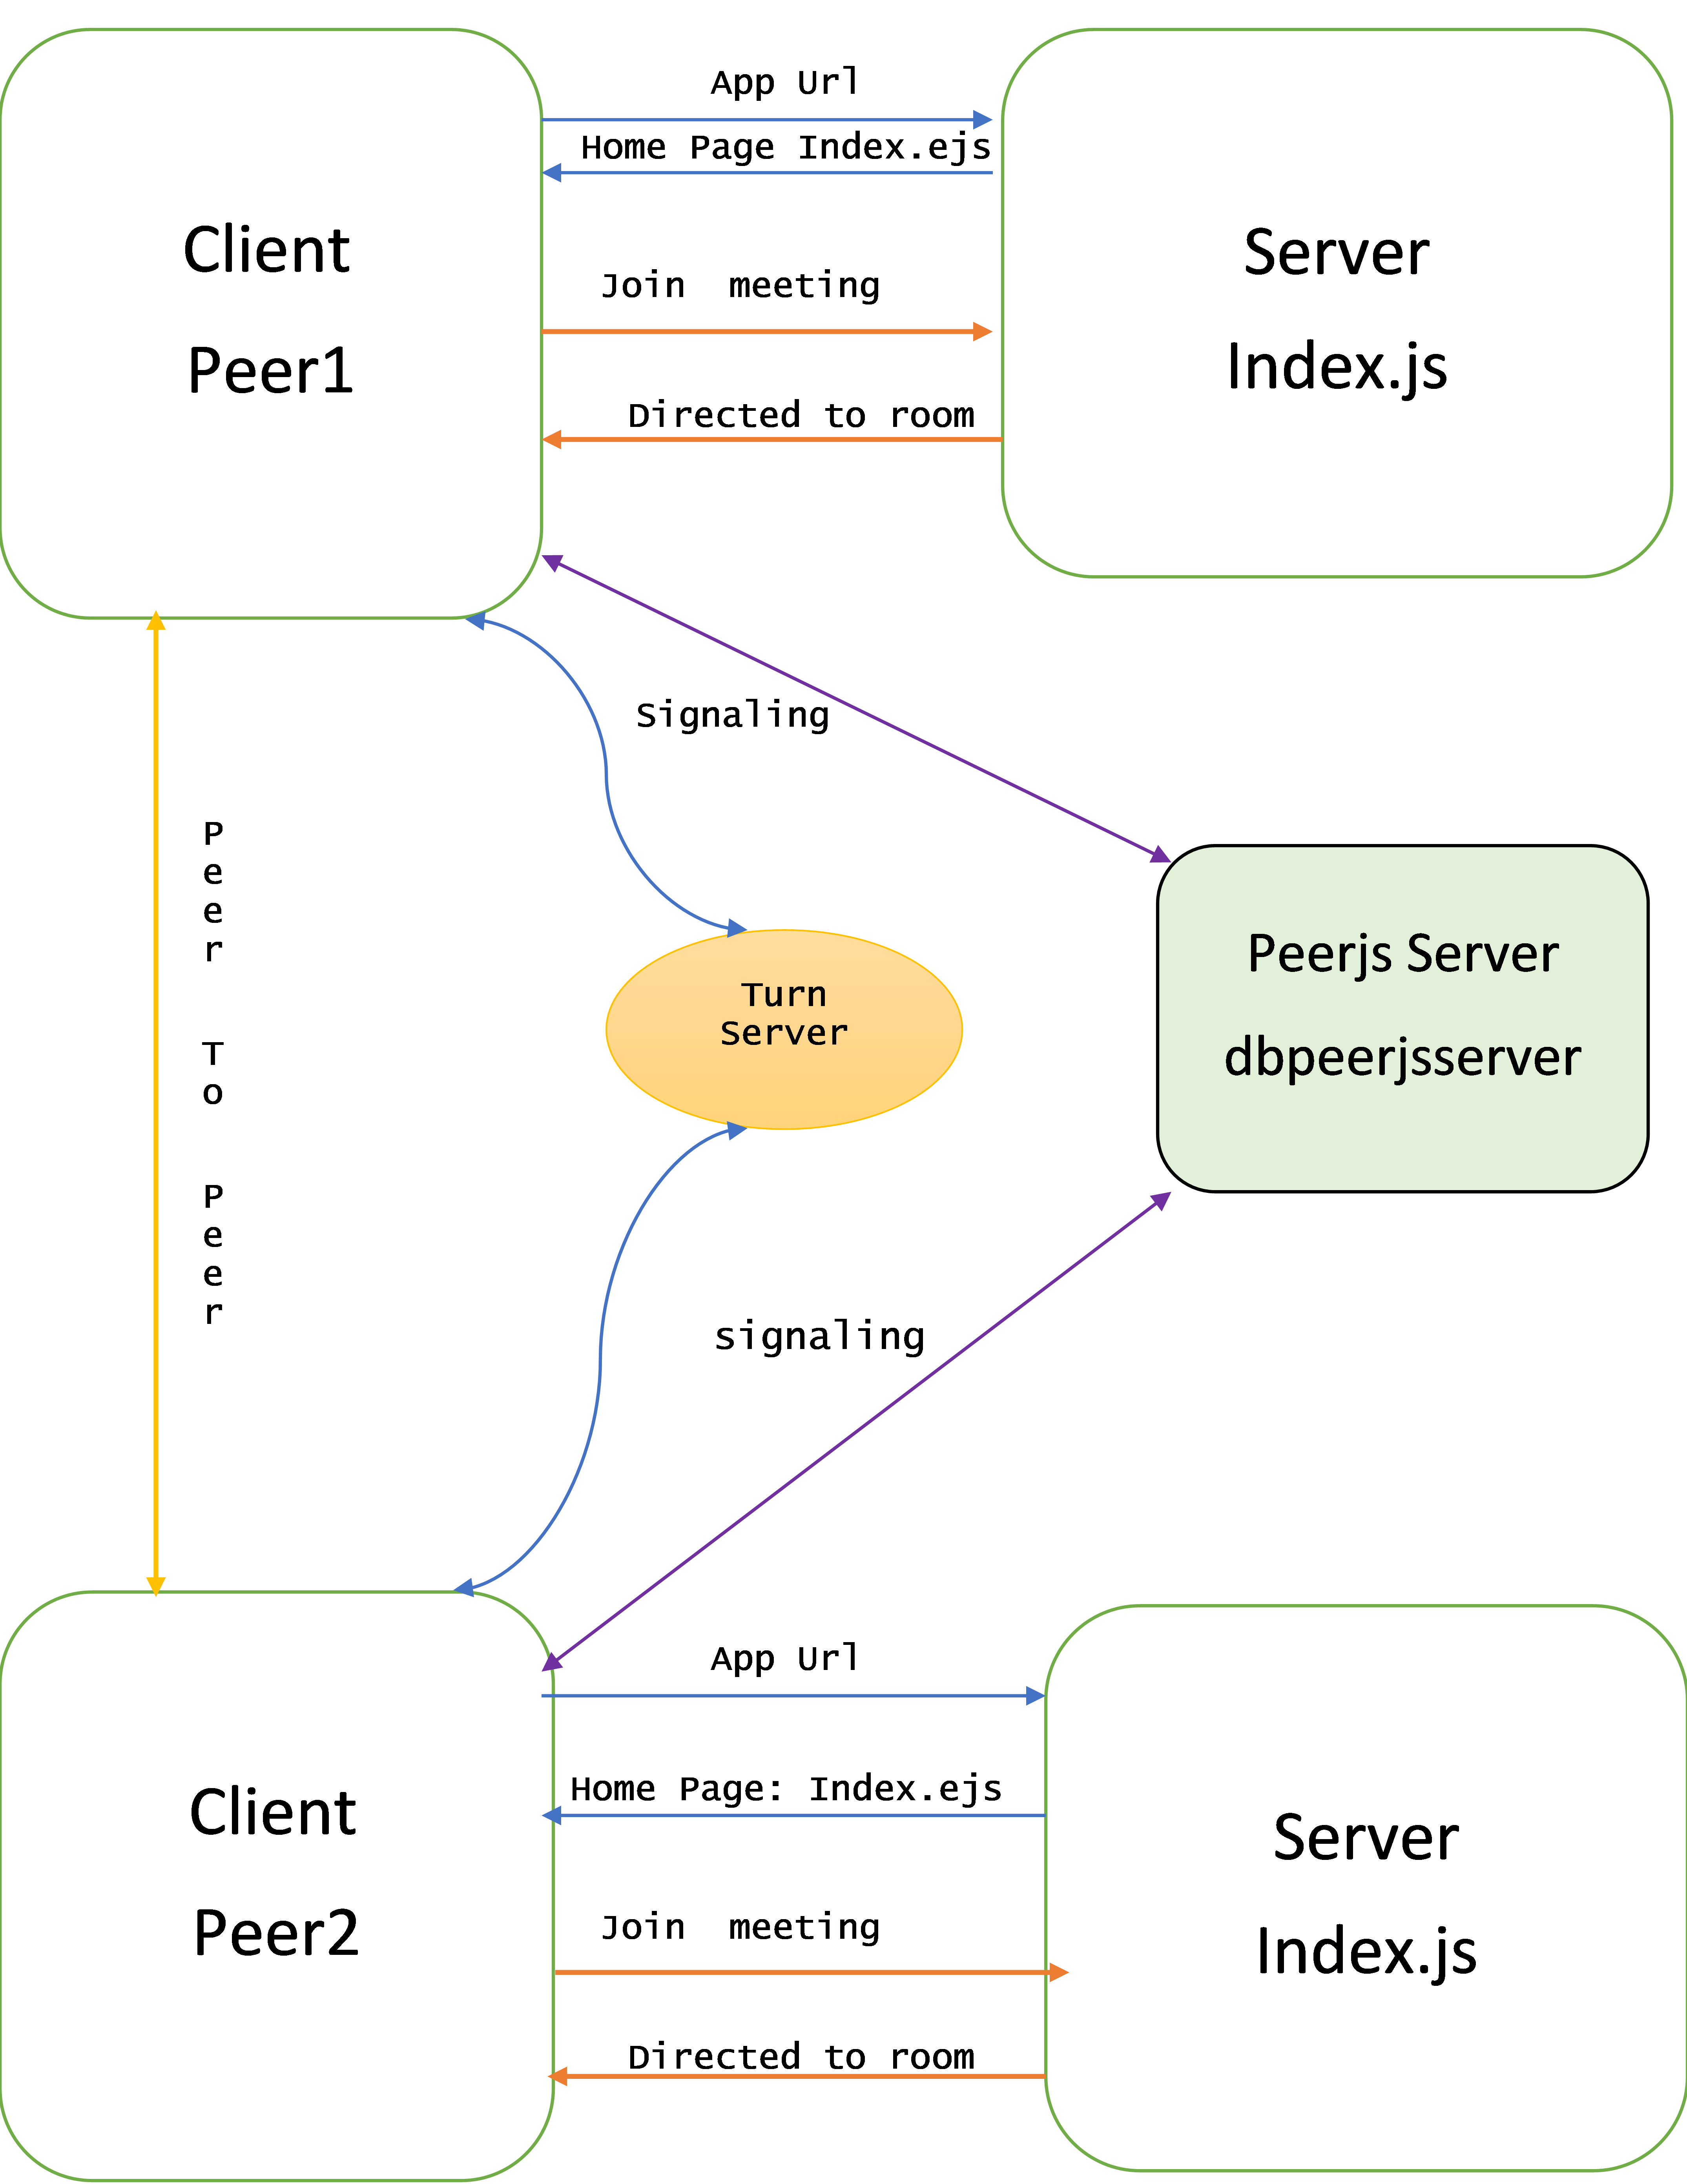 App Url
Home Page Index.ejs
Client
Peer1
Join  meeting
Directed to room
Server
Index.js
Signaling
Peer
To
Peer
Turn
Server
Peerjs Server
dbpeerjsserver
signaling
App Url
Home Page: Index.ejs
Client
Peer2
Join  meeting
Directed to room
Server
Index.js